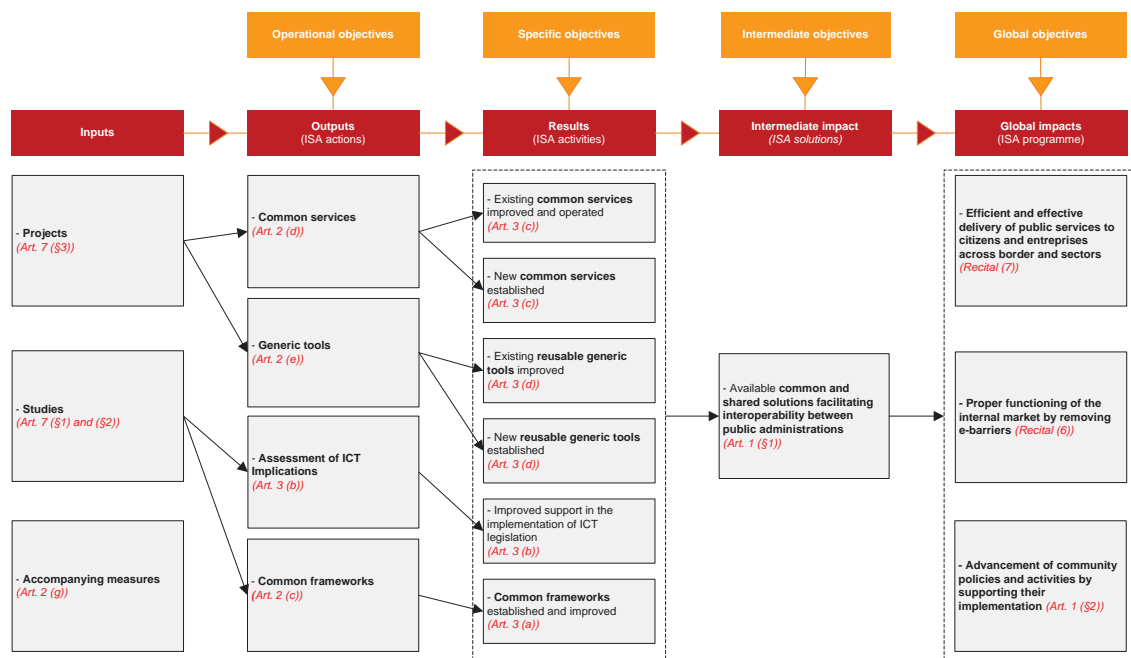 Operational objectives
Specific objectives
Intermediate objectives
Global objectives
Inputs
Outputs
(ISA actions)
Results
(ISA activities)
Intermediate impact
(ISA solutions)
Global impacts
(ISA programme)
- Projects
(Art. 7 (§3))
- Studies
(Art. 7 (§1) and (§2))
- Accompanying measures
(Art. 2 (g))
- Common services
(Art. 2 (d))
- Generic tools
(Art. 2 (e))
- Assessment of ICT
Implications
(Art. 3 (b))
- Common frameworks
(Art. 2 (c))
- Existing common services
improved and operated
(Art. 3 (c))
- New common services
established
(Art. 3 (c))
- Existing reusable generic
tools improved
(Art. 3 (d))
- New reusable generic tools
established
(Art. 3 (d))
- Improved support in the
implementation of ICT
legislation
(Art. 3 (b))
- Common frameworks
established and improved
(Art. 3 (a))
- Available common and
shared solutions facilitating
interoperability between
public administrations
(Art. 1 (§1))
- Efficient and effective
delivery of public services to
citizens and entreprises
across border and sectors
(Recital (7))
- Proper functioning of the
internal market by removing
e-barriers (Recital (6))
- Advancement of community
policies and activities by
supporting their
implementation (Art. 1 (§2))